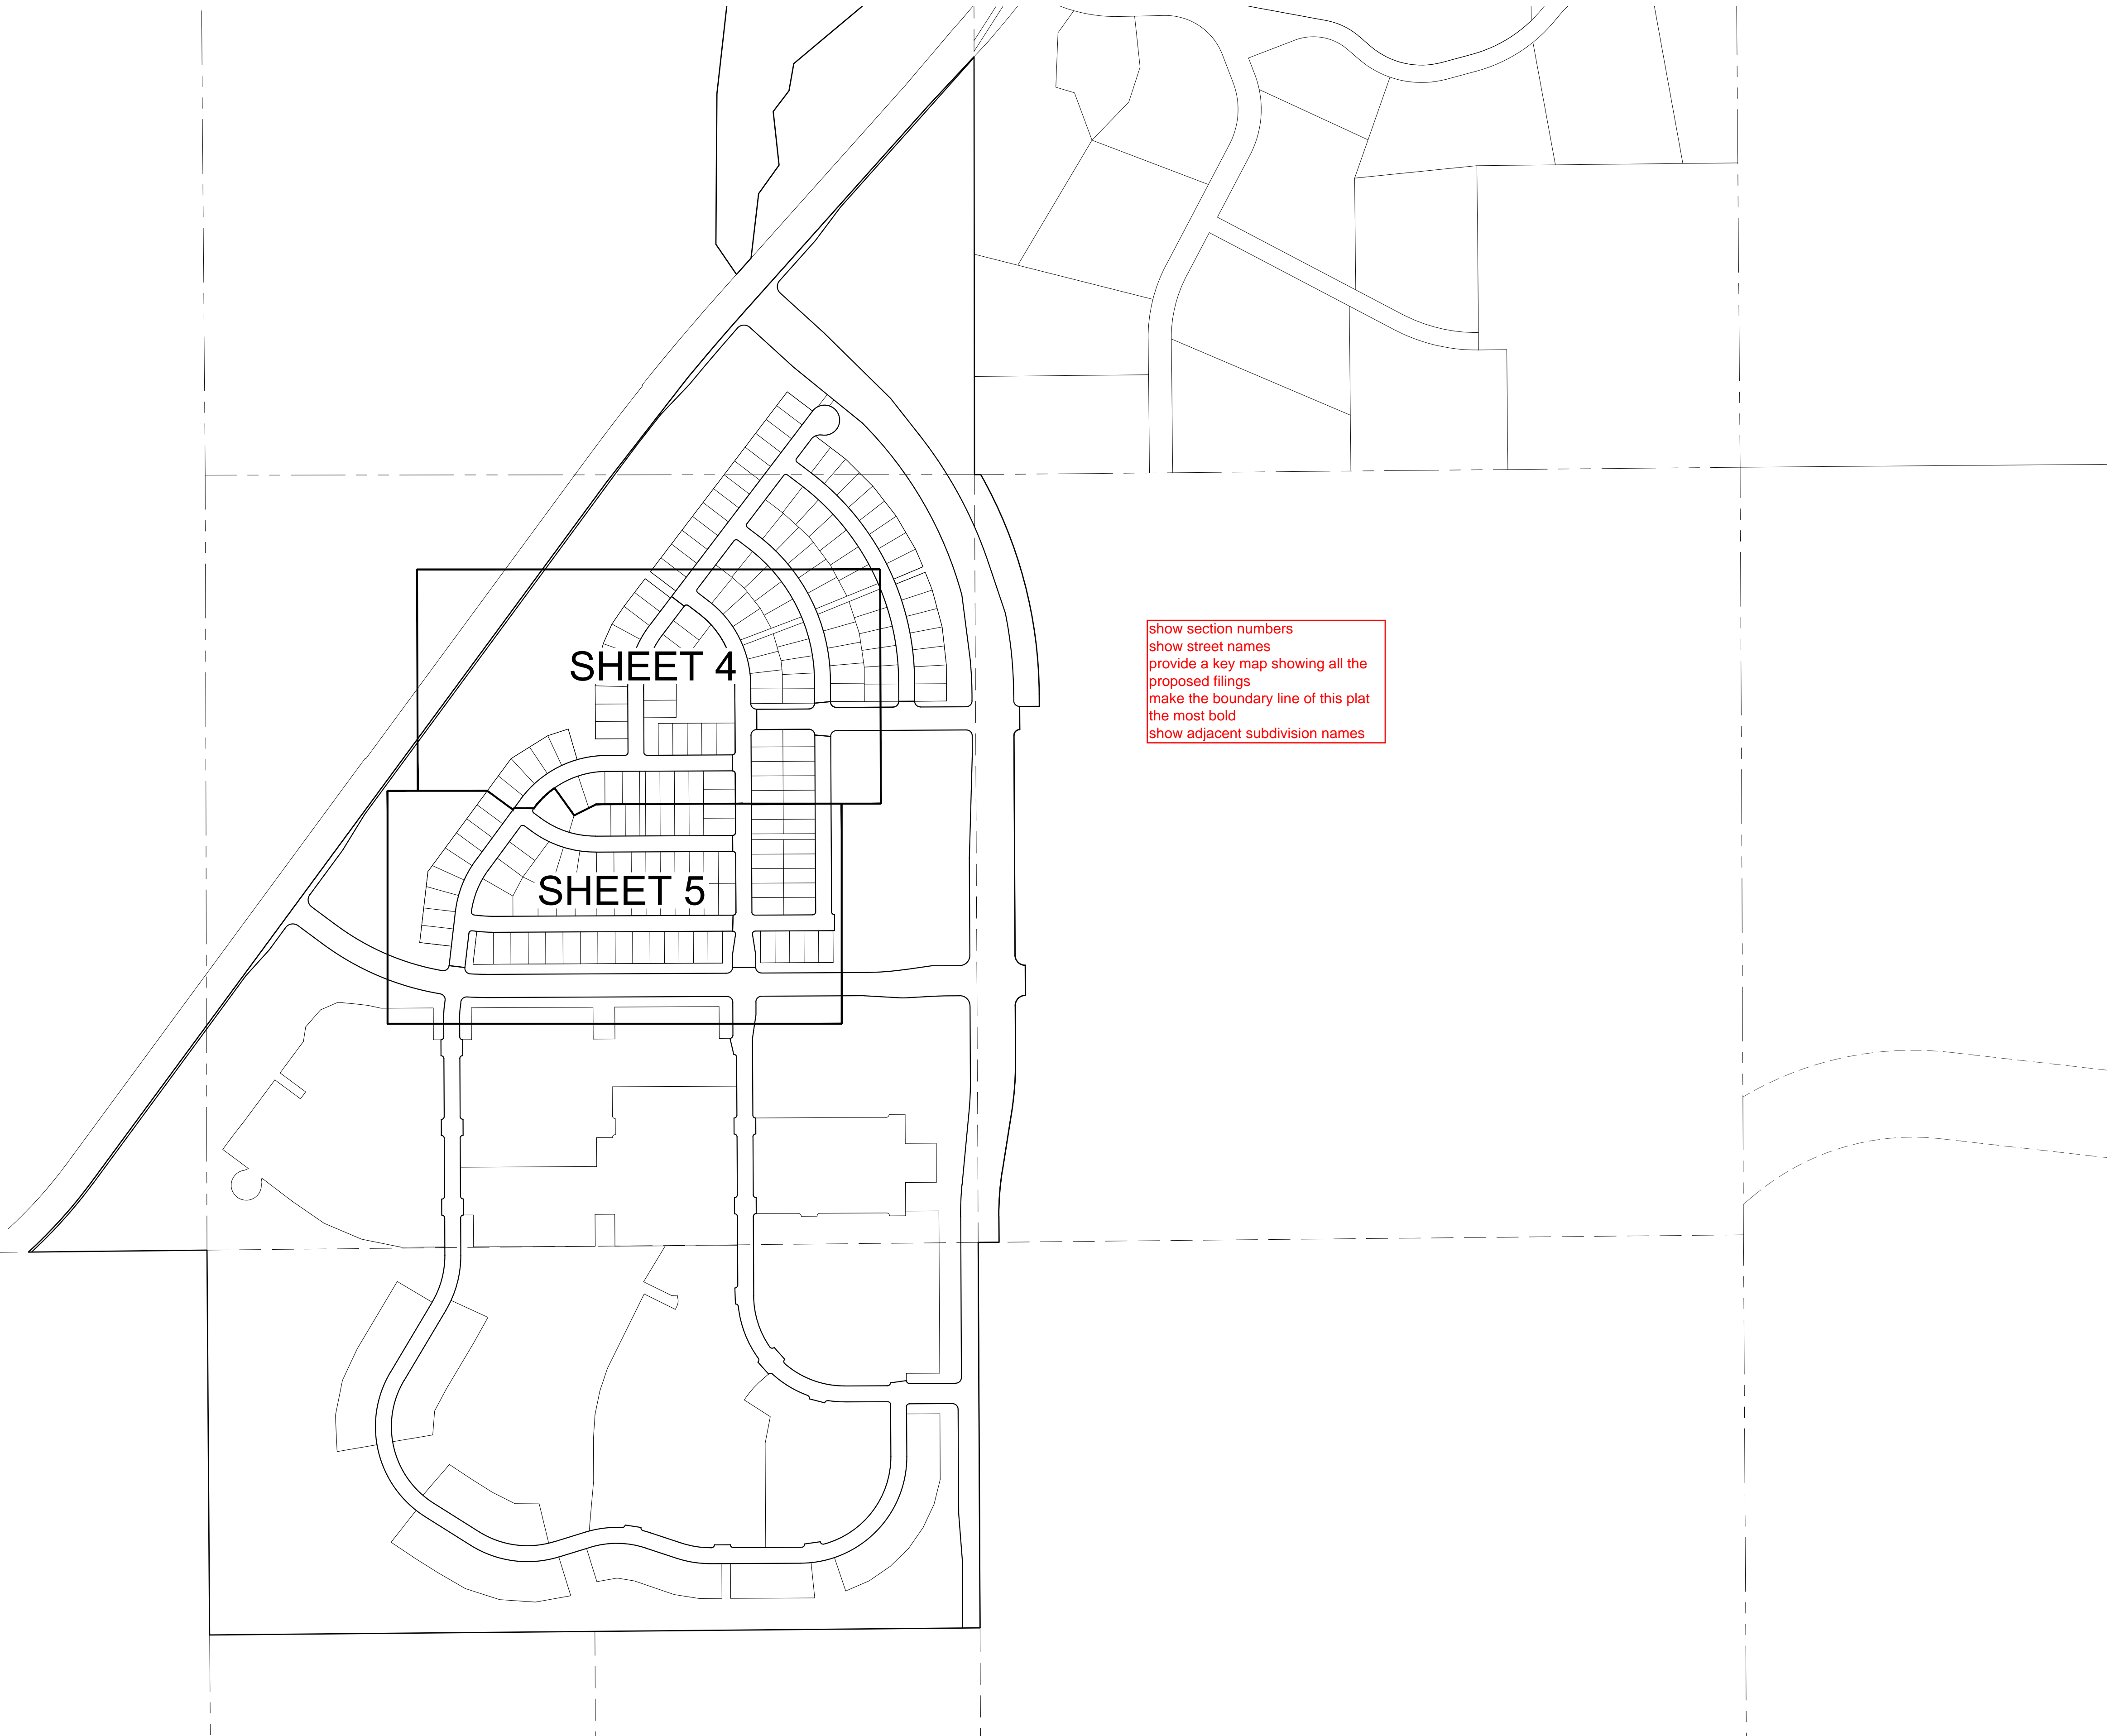 SHEET 4
show section numbers
show street names
provide a key map showing all the
proposed filings
make the boundary line of this plat
the most bold
show adjacent subdivision names
SHEET 5